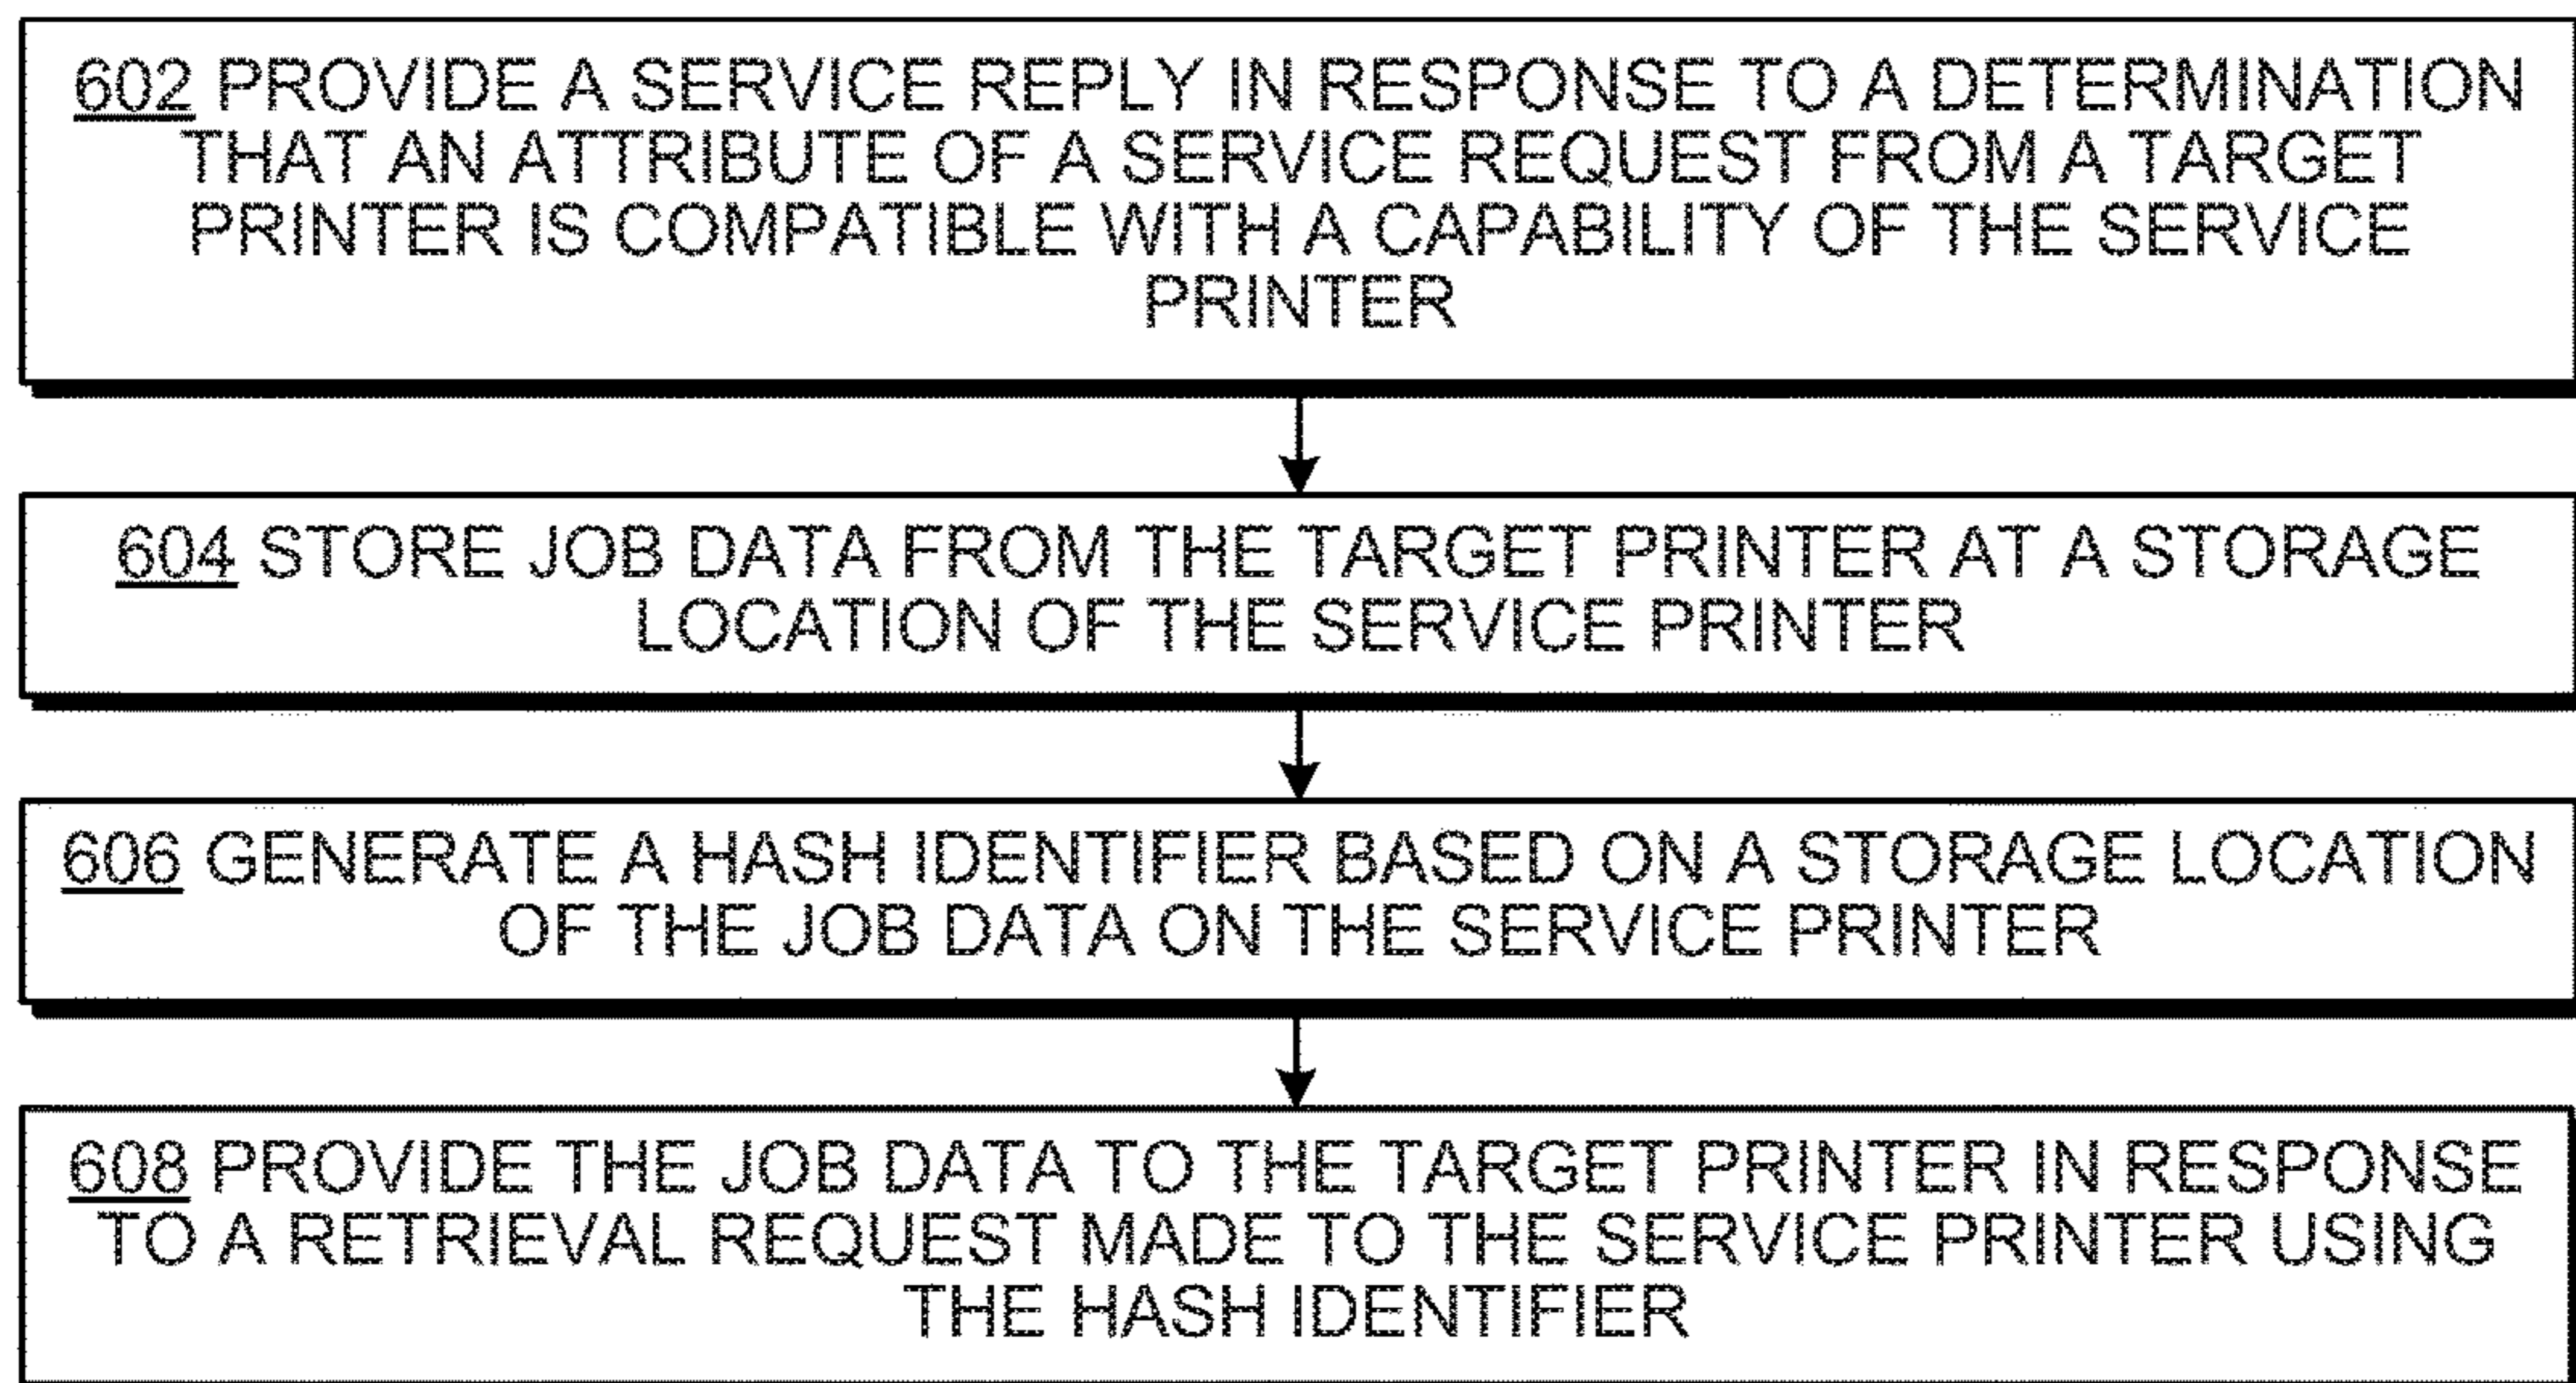 602 PROVIDE A SERVICE REPLY IN RESPONSE TO A DETERMINATION
THAT AN ATTRIBUTE OF A SERVICE REQUEST FROM A TARGET
PRINTER IS COMPATIBLE WITH A CAPABILITY OF THE SERVICE
PRINTER
604 STORE JOB DATA FROM THE TARGET PRINTER AT A STORAGE
LOCATION OF THE SERVICE PRINTER
606 GENERATE A HASH IDENTIFIER BASED ON A STORAGE LOCATION
OF THE JOB DATA ON THE SERVICE PRINTER
608 PROVIDE THE JOB DATA TO THE TARGET PRINTER IN RESPONSE
TO A RETRIEVAL REQUEST MADE TO THE SERVICE PRINTER USING
THE HASH IDENTIFIER